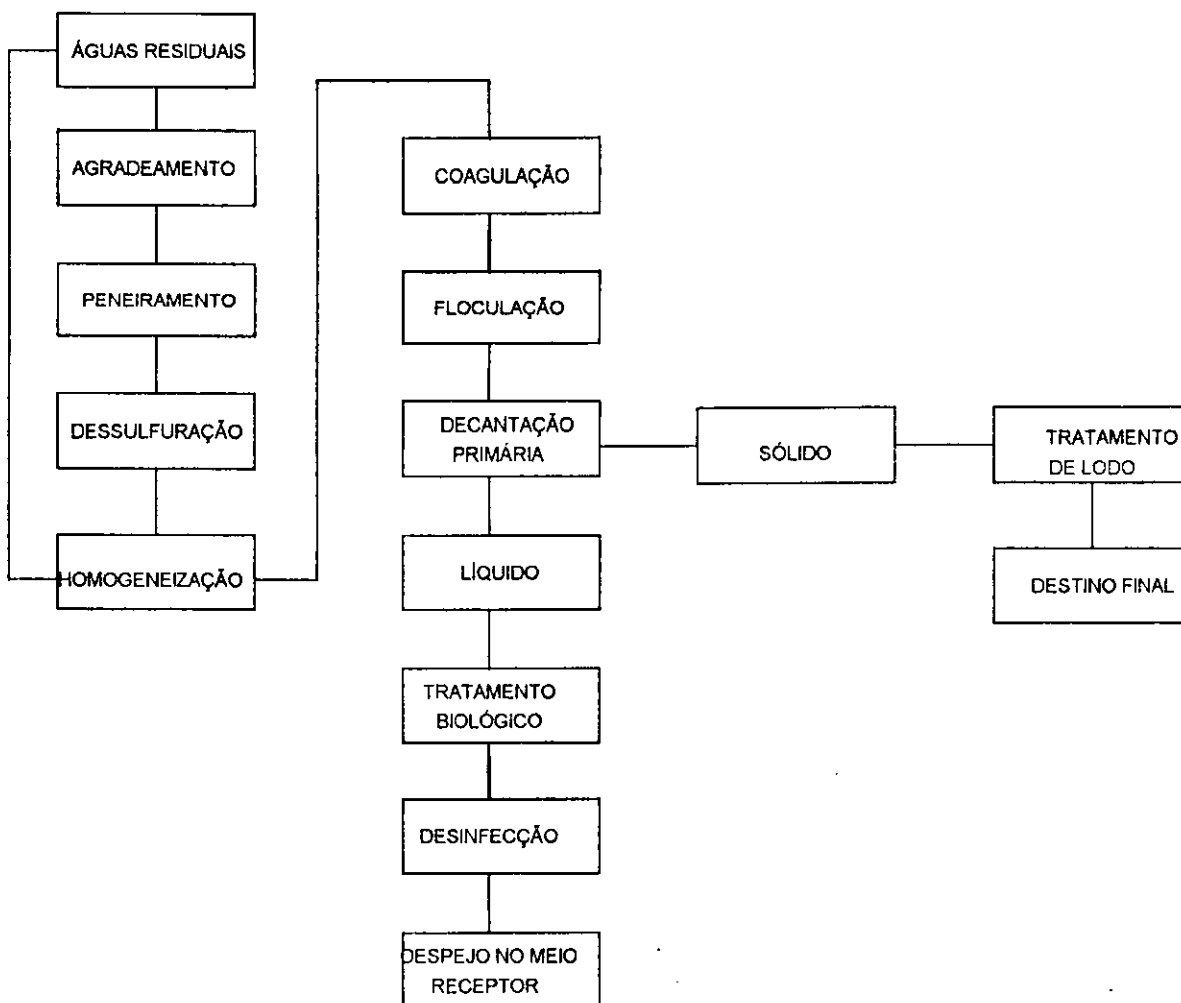 ÁGUAS RESIDUAIS
AGRADEAMENTO
PENEIRAMENTO
DESSULFURAÇÃO
HOMOGENEIZAÇÃO
COAGULAÇÃO
FLOCULAÇÃO
DECANTAÇÃO
PRIMÁRIA
LÍQUIDO
TRATAMENTO
BIOLÓGICO
DESINFECÇÃO
DESPEJO NO MEIO
RECEPTOR
SÓLIDO
TRATAMENTO
DE LODO
DESTINO FINAL